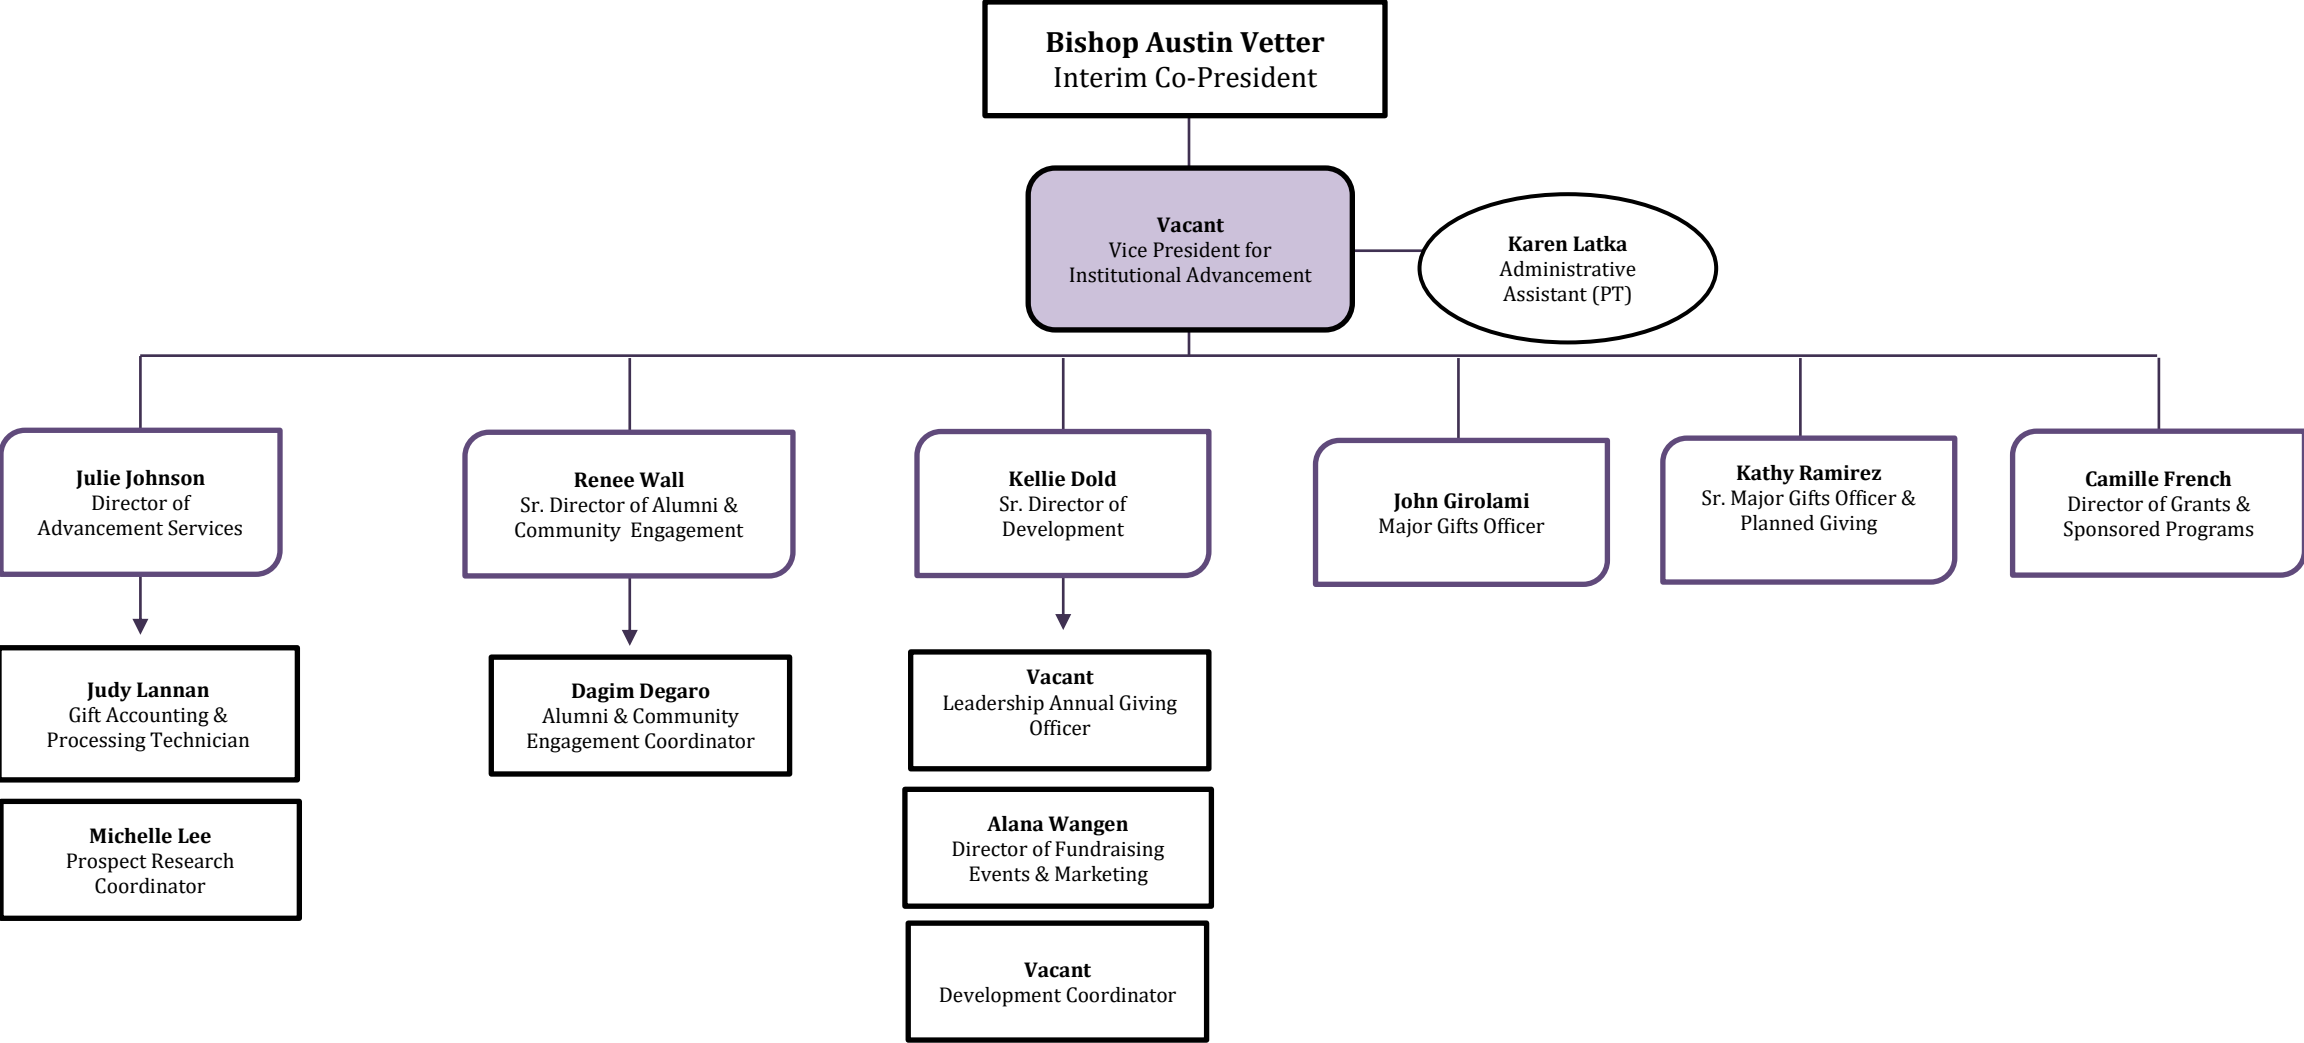 Bishop Austin Vetter
Interim Co-President
Vacant
Vice President for
Institutional Advancement
Karen Latka
Administrative
Assistant (PT)
Julie Johnson
Director of
Advancement Services
Renee Wall
Sr. Director of Alumni &
Community  Engagement
Kellie Dold
Sr. Director of
Development
John Girolami
Major Gifts Officer
Kathy Ramirez
Sr. Major Gifts Officer &
Planned Giving
Camille French
Director of Grants &
Sponsored Programs
Judy Lannan
Gift Accounting &
Processing Technician
Michelle Lee
Prospect Research
Coordinator
Dagim Degaro
Alumni & Community
Engagement Coordinator
Vacant
Leadership Annual Giving
Officer
Alana Wangen
Director of Fundraising
Events & Marketing
Vacant
Development Coordinator